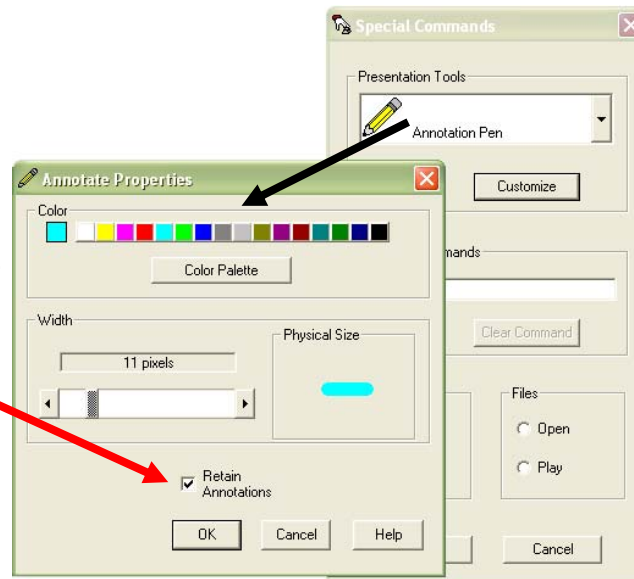 Special Commands
Presentation Tools
Annotation Pen
Customize
Annotate Properties
Color
Color Palette
mands
Clear Command
Width
11 pixels
Physical Size
Files
Open
Play
Retain
Annotations
OK
Cancel
Help
Cancel